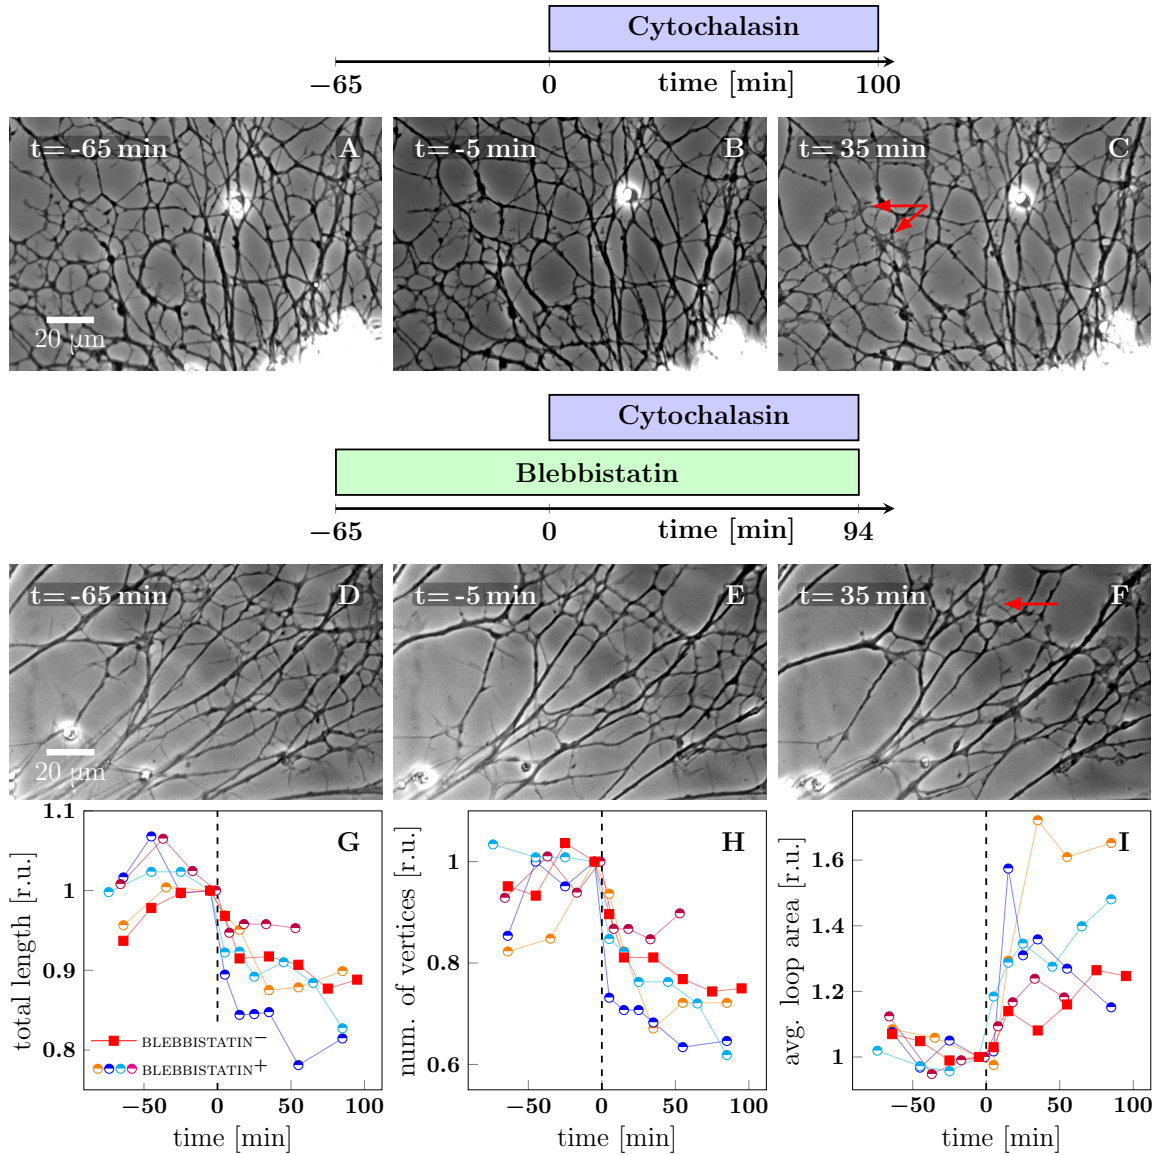 Cytochalasin
−65 0 time [min] 100
t= -65 min A
t= -5 min B
t= 35 min C
20 µm
Cytochalasin
Blebbistatin
−65 0 time [min] 94
t= -65 min D
t= -5 min E
t= 35 min F
20 µm
G
total length [r.u.]
1.1
1
0.9
0.8
BLEBBISTATIN−
BLEBBISTATIN+
−50 0 50 100
time [min]
H
num. of vertices [r.u.]
1
0.8
0.6
−50 0 50 100
time [min]
I
avg. loop area [r.u.]
1.6
1.4
1.2
1
−50 0 50 100
time [min]